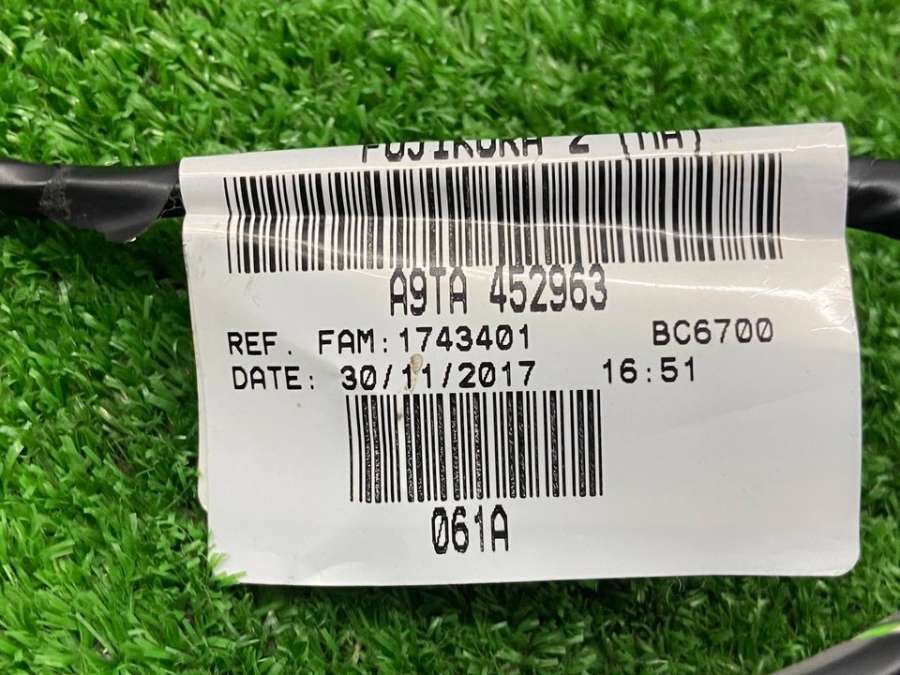 FUJIKURA 2 (MA)
A9TA 452963
REF. FAM:1743401 BC6700
DATE: 30/11/2017 16:51
061A